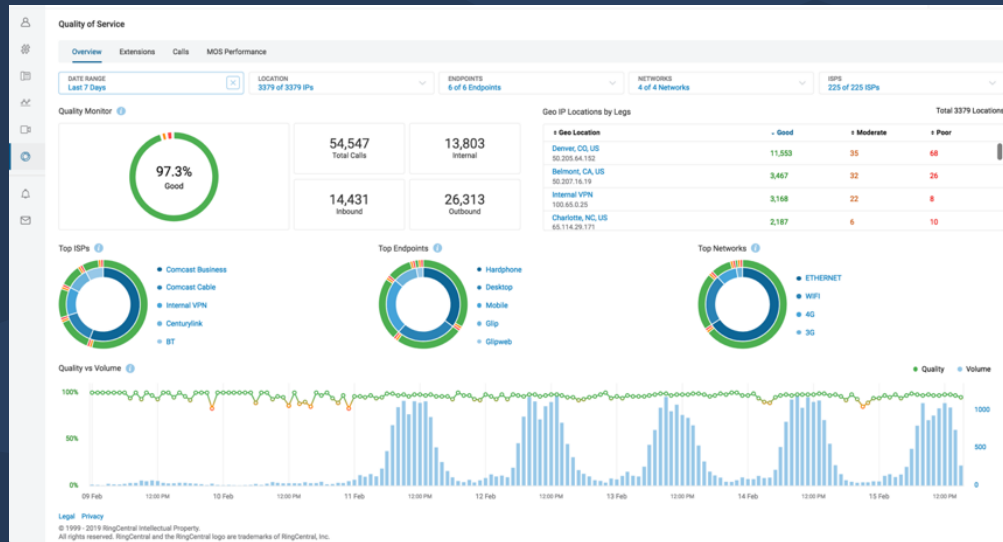 Quality of Service
Overview Extensions Calls MOS Performance
DATE RANGE
Last 7 Days
LOCATION
3379 of 3379 IPs
ENDPOINTS
6 of 6 Endpoints
NETWORKS
4 of 4 Networks
ISPS
225 of 225 ISPs
Quality Monitor
97.3%
Good
54,547
Total Calls
13,803
Internal
14,431
Inbound
26,313
Outbound
Geo IP Locations by Legs Total 3379 Locations
Geo Location Good Moderate Poor
Denver, CO, US 11,553 35 68
50.205.64.152
Belmont, CA, US 3,467 32 26
50.207.16.19
Internal VPN 3,168 22 8
100.65.0.25
Charlotte, NC, US 2,187 6 10
65.114.29.171
Top ISPs
Comcast Business
Comcast Cable
Internal VPN
Centurylink
BT
Top Endpoints
Hardphone
Desktop
Mobile
Glip
Glipweb
Top Networks
ETHERNET
WIFI
4G
3G
Quality vs Volume Quality Volume
100%
50%
0%
1000
500
0
09 Feb 12:00 PM 10 Feb 12:00 PM 11 Feb 12:00 PM 12 Feb 12:00 PM 13 Feb 12:00 PM 14 Feb 12:00 PM 15 Feb 12:00 PM
Legal Privacy
© 1999 - 2019 RingCentral Intellectual Property.
All rights reserved. RingCentral and the RingCentral logo are trademarks of RingCentral, Inc.